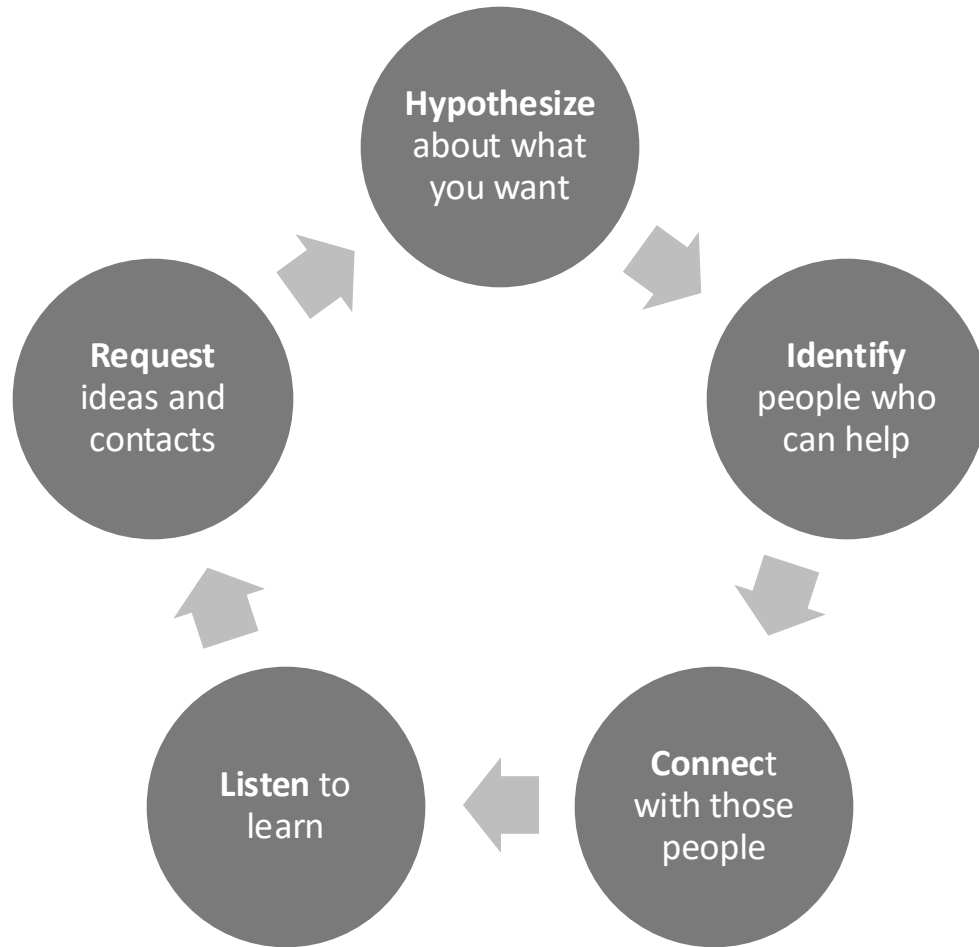 Hypothesize
about what
you want
Identify
people who
can help
Connect
with those
people
Listen to
learn
Request
ideas and
contacts